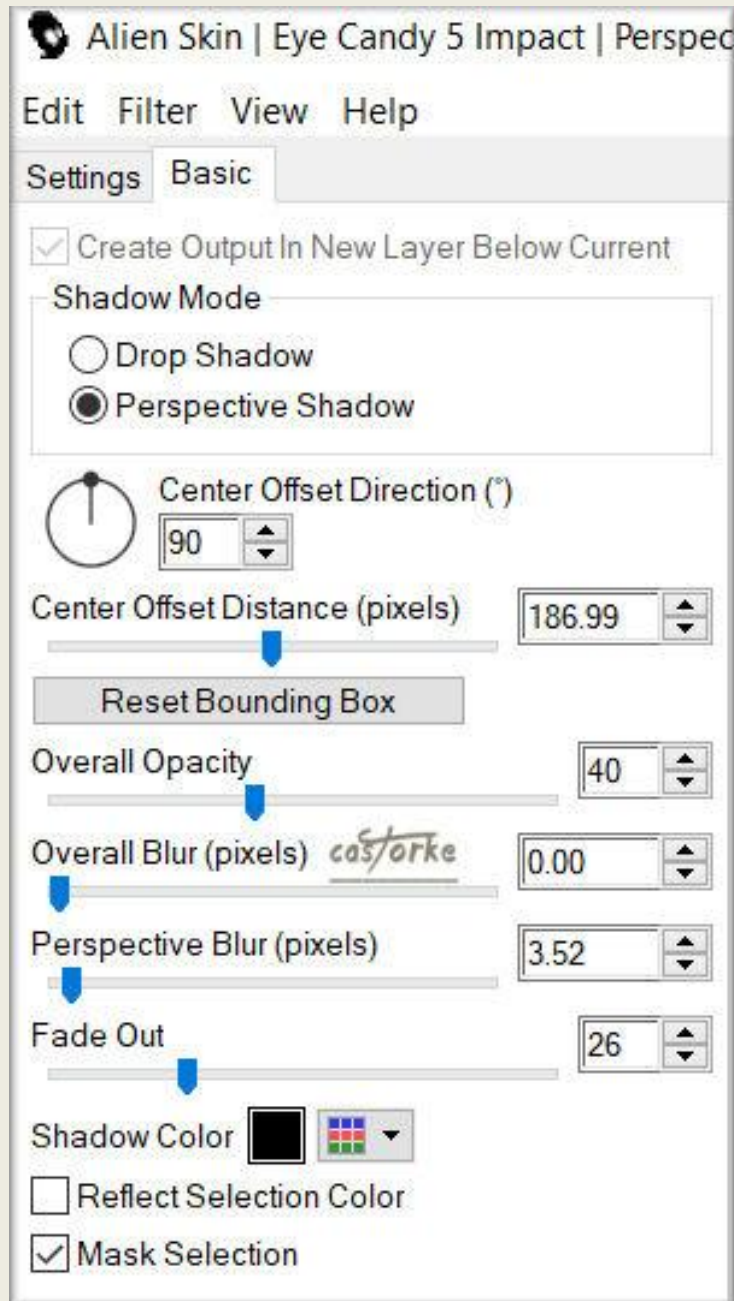 Alien Skin | Eye Candy 5 Impact | Perspec
Edit Filter View Help
Settings Basic
Create Output In New Layer Below Current
Shadow Mode
Drop Shadow
Perspective Shadow
Center Offset Direction (°)
90
Center Offset Distance (pixels) 186.99
Reset Bounding Box
Overall Opacity 40
Overall Blur (pixels) castorke 0.00
Perspective Blur (pixels) 3.52
Fade Out 26
Shadow Color
Reflect Selection Color
Mask Selection